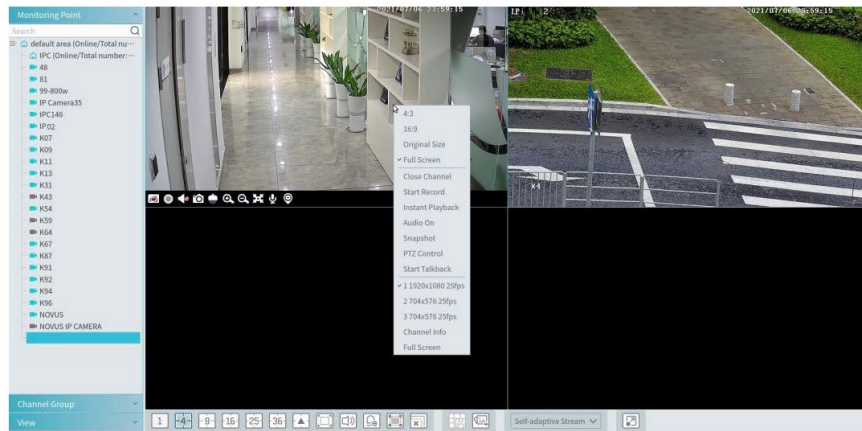 Monitoring Point
Search
default area (Online/Total nu···
IPC (Online/Total number:···
48
81
99-800w
IP Camera35
IPC146
IP02
K07
K09
K11
K13
K31
K43
K54
K59
K64
K67
K87
K91
K92
K94
K96
NOVUS
NOVUS IP CAMERA
Channel Group
View
2021/07/06 23:59:15
2021/07/06 23:59:15
4:3
16:9
Original Size
Full Screen
Close Channel
Start Record
Instant Playback
Audio On
Snapshot
PTZ Control
Start Talkback
1 1920x1080 25fps
2 704x576 25fps
3 704x576 25fps
Channel Info
Full Screen
1 4 9 16 25 36
Self-adaptive Stream